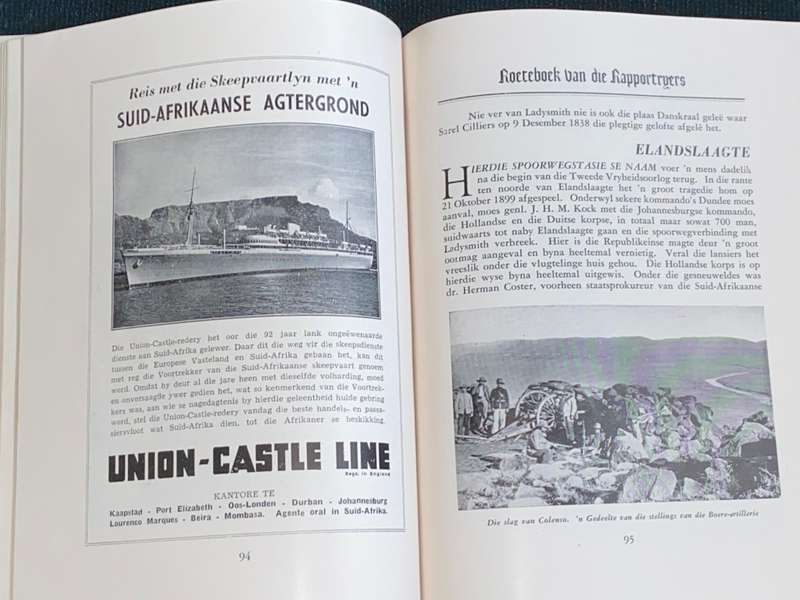 Reis met die Skeepvaartlyn met 'n
SUID-AFRIKAANSE AGTERGROND
Die Union-Castle-redery het oor die 92 jaar lank ongeëwenaarde
dienste aan Suid-Afrika gelewer. Daar dit die weg vir die skeepsdienste
tussen die Europese Vasteland en Suid-Afrika gebaan het, kan dit
met reg die Voortrekker van die Suid-Afrikaanse skeepvaart genoem
word. Omdat hy deur al die jare heen met dieselfde volharding, moed
en onversaagde ywer gedien het, wat so kenmerkend van die Voortrek-
kers was, aan wie se nagedagtenis by hierdie geleentheid hulde gebring
word, stel die Union-Castle-redery vandag die beste handels- en passa-
siersvloot wat Suid-Afrika dien, tot die Afrikaner se beskikking.
UNION-CASTLE LINE
Regs. in England
KANTORE TE
Kaapstad - Port Elizabeth - Oos-Londen - Durban - Johannesburg
Lourenco Marques - Beira - Mombasa. Agente oral in Suid-Afrika.
94
Roeteboek van die Rapportryers
Nie ver van Ladysmith nie is ook die plaas Danskraal geleë waar
Sarel Cilliers op 9 Desember 1838 die plegtige gelofte afgelê het.
ELANDSLAAGTE
HIERDIE SPOORWEGSTASIE SE NAAM voer 'n mens dadelik
na die begin van die Tweede Vryheidsoorlog terug. In die rante
ten noorde van Elandslaagte het 'n groot tragedie hom op
21 Oktober 1899 afgespeel. Onderwyl sekere kommando's Dundee moes
aanval, moes genl. J. H. M. Kock met die Johannesburgse kommando,
die Hollandse en die Duitse korpse, in totaal maar sowat 700 man,
suidwaarts tot naby Elandslaagte gaan en die spoorwegverbinding met
Ladysmith verbreek. Hier is die Republikeinse magte deur 'n groot
oormag aangeval en byna heeltemal vernietig. Veral die lansiers het
vreeslik onder die vlugtelinge huis gehou. Die Hollandse korps is op
hierdie wyse byna heeltemal uitgewis. Onder die gesneuweldes was
dr. Herman Coster, voorheen staatsprokureur van die Suid-Afrikaanse
Die slag van Colenso. 'n Gedeelte van die stellings van die Boere-artillerie
95